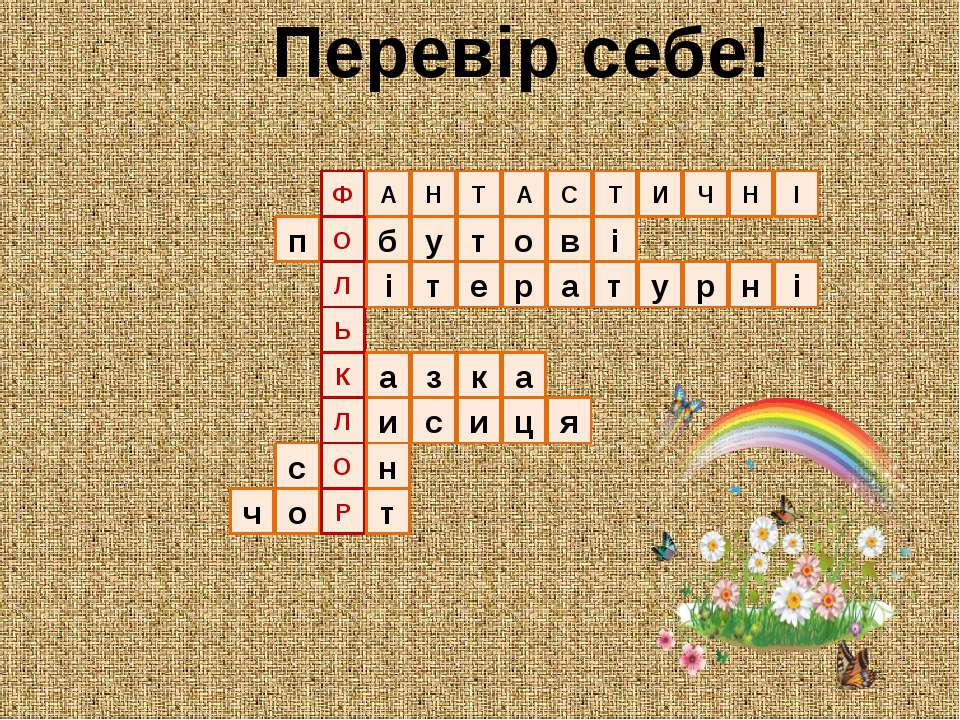 Перевір себе!
ФАНТАСТИЧНІ
пОбутові
Літературні
Ь
Казка
Лисиця
сОн
чоРт